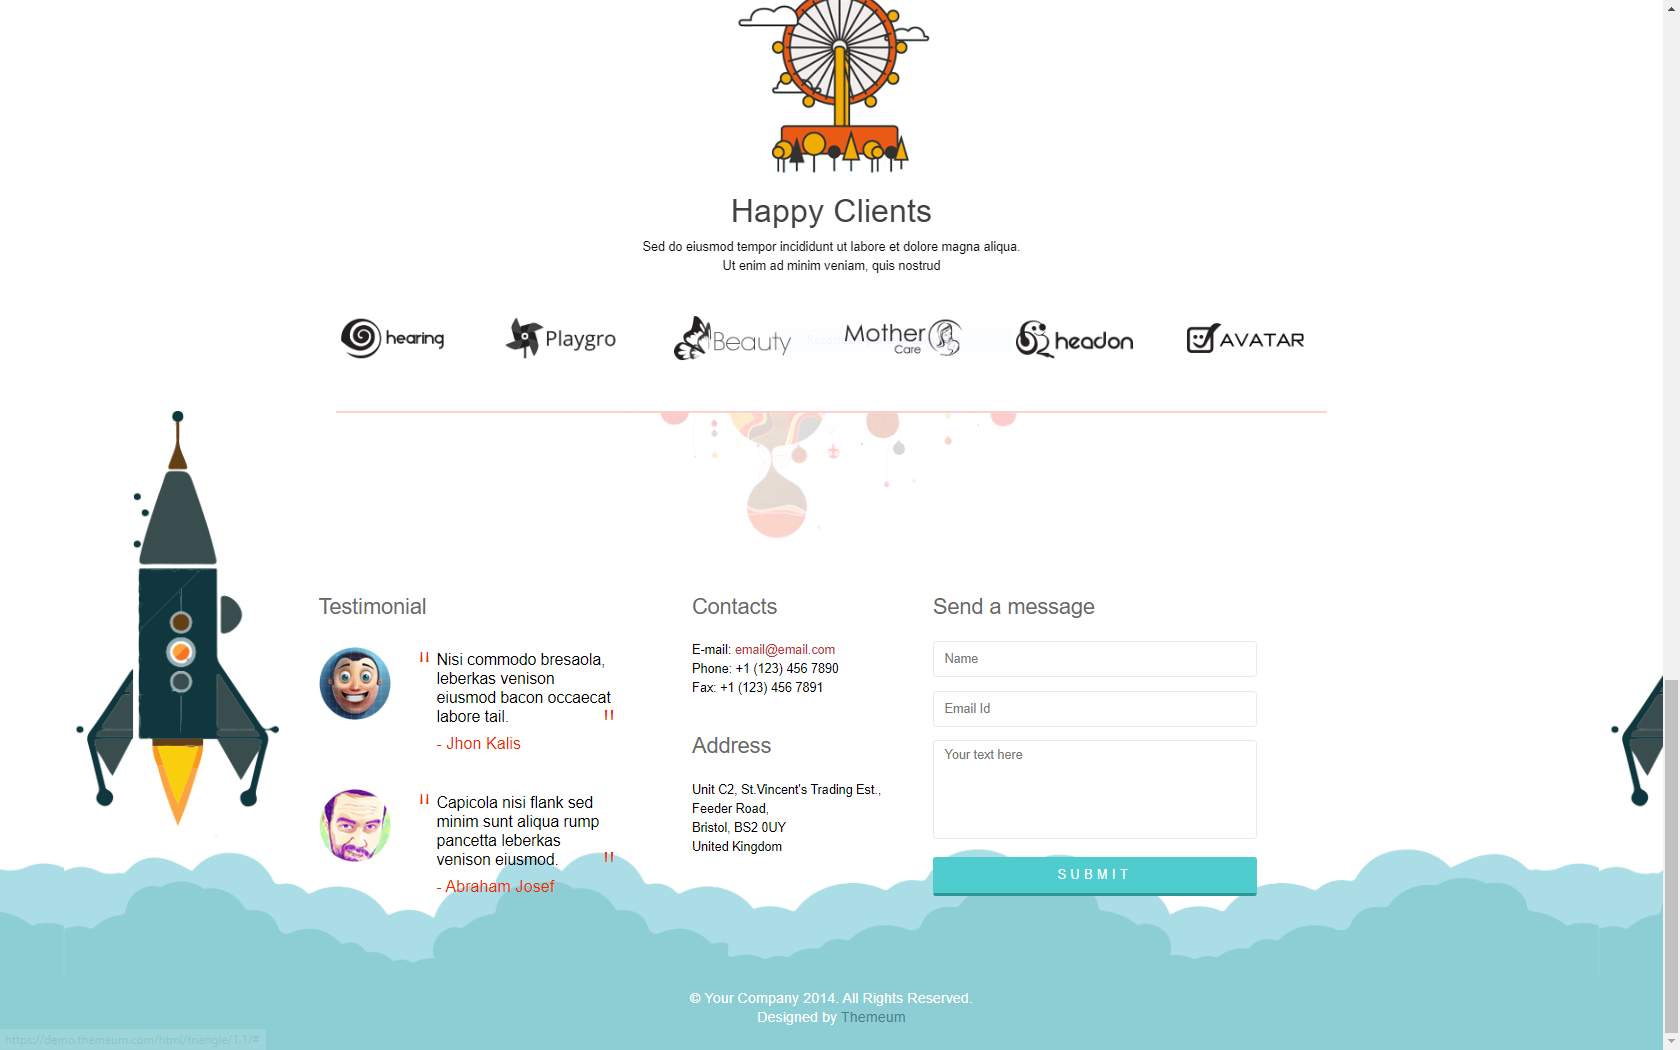 Happy Clients
Sed do eiusmod tempor incididunt ut labore et dolore magna aliqua.
Ut enim ad minim veniam, quis nostrud
hearing
Playgro
Beauty
Mother
Care
headon
AVATAR
Testimonial
" Nisi commodo bresaola,
leberkas venison
eiusmod bacon occaecat
labore tail. "
- Jhon Kalis
" Capicola nisi flank sed
minim sunt aliqua rump
pancetta leberkas
venison eiusmod. "
- Abraham Josef
Contacts
E-mail: email@email.com
Phone: +1 (123) 456 7890
Fax: +1 (123) 456 7891
Address
Unit C2, St.Vincent's Trading Est.,
Feeder Road,
Bristol, BS2 0UY
United Kingdom
Send a message
Name
Email Id
Your text here
SUBMIT
© Your Company 2014. All Rights Reserved.
Designed by Themeum
https://demo.themeum.com/html/triangle/1.1/#